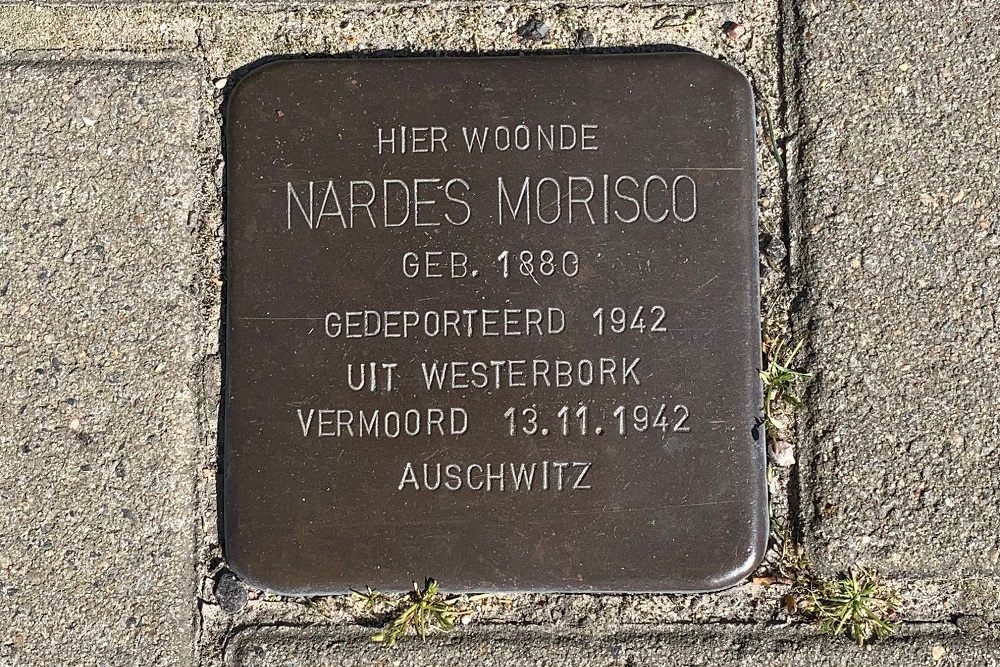 HIER WOONDE
NARDES MORISCO
GEB. 1880
GEDEPORTEERD 1942
UIT WESTERBORK
VERMOORD 13.11.1942
AUSCHWITZ